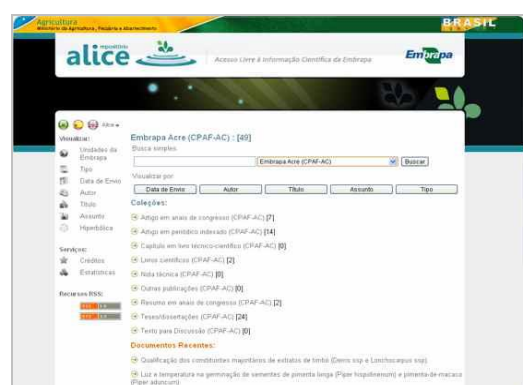 Agricultura
Ministério da Agricultura, Pecuária e Abastecimento
BRASIL
repositório
alice
Acesso Livre à Informação Científica da Embrapa
Embrapa
Alice
Visualizar:
Unidades da Embrapa
Tipo
Data de Envio
Autor
Título
Assunto
Hiperbólica
Serviços:
Créditos
Estatísticas
Recursos RSS:
Embrapa Acre (CPAF-AC) : [49]
Busca simples
Embrapa Acre (CPAF-AC)
Buscar
Visualizar por
Data de Envio
Autor
Título
Assunto
Tipo
Coleções:
Artigo em anais de congresso (CPAF-AC) [7]
Artigo em periódico indexado (CPAF-AC) [14]
Capítulo em livro técnico-científico (CPAF-AC) [0]
Livros científicos (CPAF-AC) [2]
Nota técnica (CPAF-AC) [0]
Outras publicações (CPAF-AC) [0]
Resumo em anais de congresso (CPAF-AC) [2]
Teses/dissertações (CPAF-AC) [24]
Texto para Discussão (CPAF-AC) [0]
Documentos Recentes:
Qualificação dos constituintes majoritários de extratos de timbó (Derris ssp e Lonchocarpus ssp)
Luz e temperatura na germinação de sementes de pimenta longa (Piper hispidinervum) e pimenta-de-macaco
(Piper aduncum)